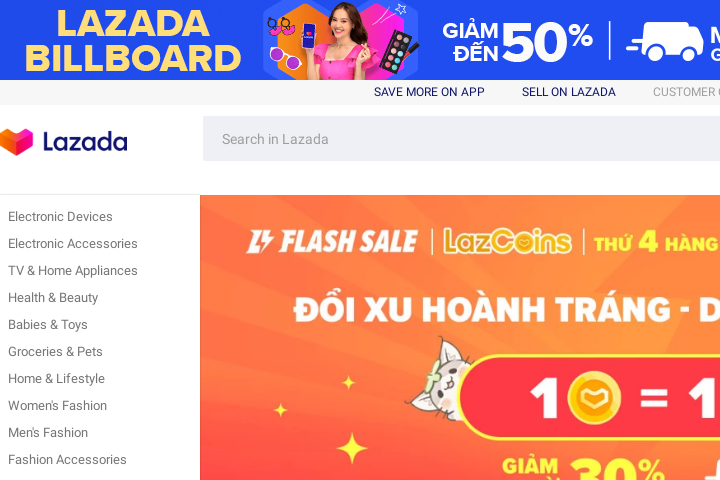 LAZADA
BILLBOARD
GIẢM
ĐẾN 50%
SAVE MORE ON APP
SELL ON LAZADA
CUSTOMER
Lazada
Search in Lazada
Electronic Devices
Electronic Accessories
TV & Home Appliances
Health & Beauty
Babies & Toys
Groceries & Pets
Home & Lifestyle
Women's Fashion
Men's Fashion
Fashion Accessories
FLASH SALE
LazCoins
THỨ 4 HÀNG
ĐỔI XU HOÀNH TRÁNG -
1 = 1
GIẢM
30%